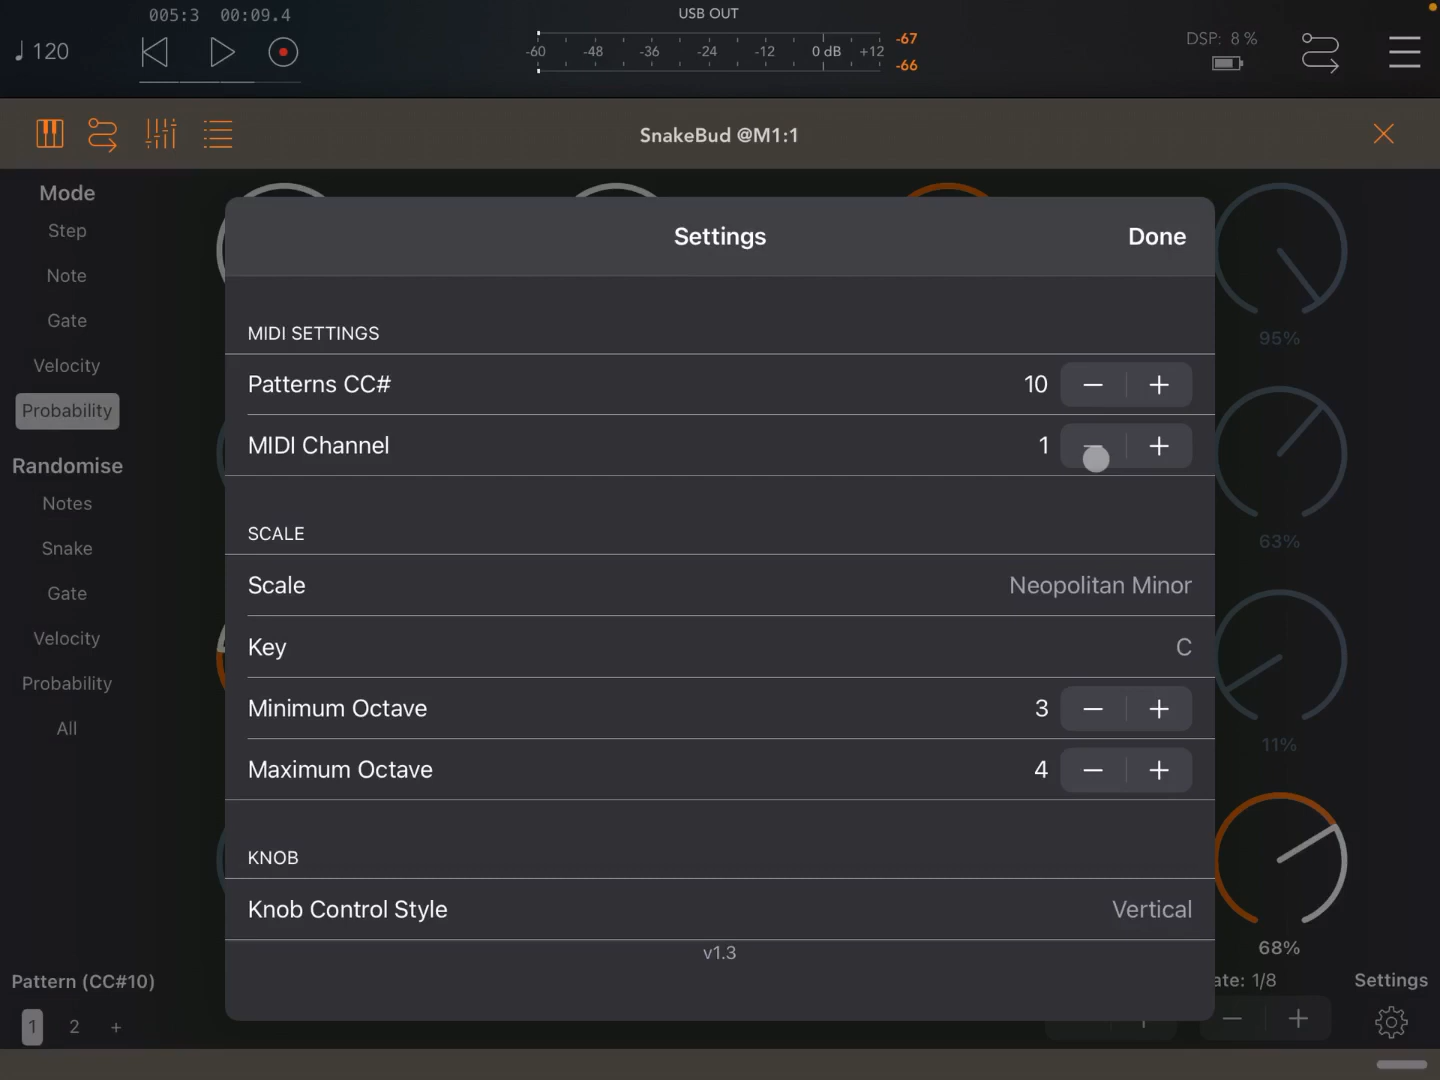 005:3 00:09.4
120
USB OUT
-60 -48 -36 -24 -12 0 dB +12
-67
-66
DSP: 8 %
SnakeBud @M1:1
Mode
Step
Note
Gate
Velocity
Probability
Randomise
Notes
Snake
Gate
Velocity
Probability
All
Pattern (CC#10)
1 2 +
Settings
Done
MIDI SETTINGS
Patterns CC# 10 − +
MIDI Channel 1 − +
SCALE
Scale Neopolitan Minor
Key C
Minimum Octave 3 − +
Maximum Octave 4 − +
KNOB
Knob Control Style Vertical
v1.3
95%
63%
11%
68%
ate: 1/8
− +
Settings